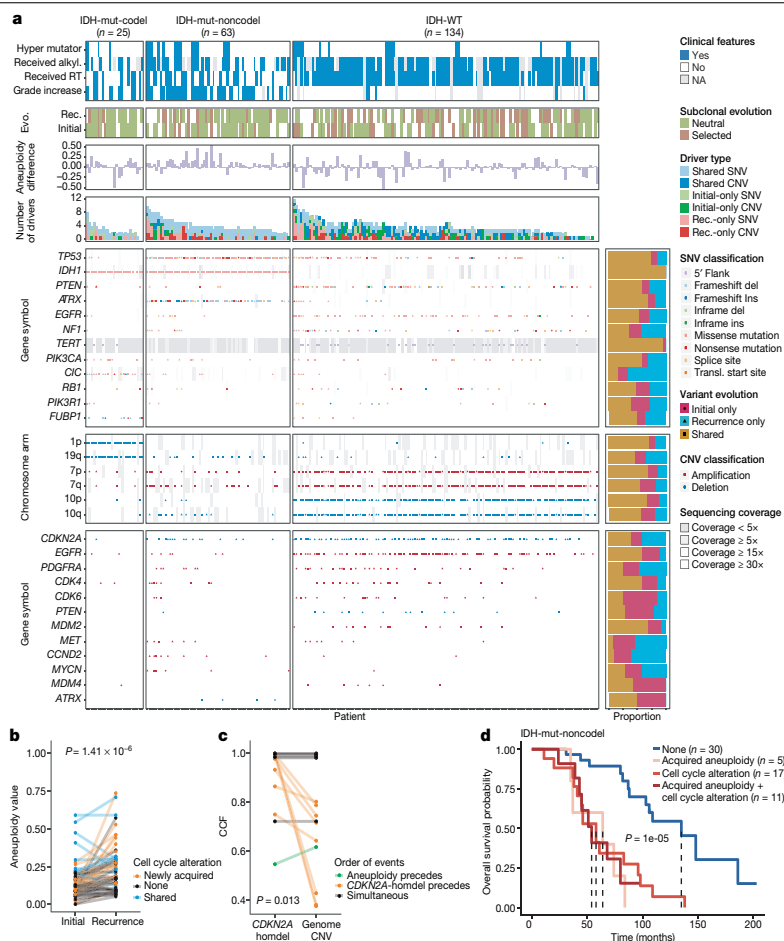 a
IDH-mut-codel
(n = 25)
IDH-mut-noncodel
(n = 63)
IDH-WT
(n = 134)
Hyper mutator
Received alkyl.
Received RT
Grade increase
Clinical features
Yes
No
NA
Evo.
Rec.
Initial
Subclonal evolution
Neutral
Selected
Aneuploidy
difference
0.50
0.25
0
−0.25
−0.50
Driver type
Shared SNV
Shared CNV
Initial-only SNV
Initial-only CNV
Rec.-only SNV
Rec.-only CNV
Number
of drivers
12
8
4
0
Gene symbol
TP53
IDH1
PTEN
ATRX
EGFR
NF1
TERT
PIK3CA
CIC
RB1
PIK3R1
FUBP1
SNV classification
5′ Flank
Frameshift del
Frameshift Ins
Inframe del
Inframe ins
Missense mutation
Nonsense mutation
Splice site
Transl. start site
Variant evolution
Initial only
Recurrence only
Shared
Chromosome arm
1p
19q
7p
7q
10p
10q
CNV classification
Amplification
Deletion
Sequencing coverage
Coverage < 5×
Coverage ≥ 5×
Coverage ≥ 15×
Coverage ≥ 30×
Gene symbol
CDKN2A
EGFR
PDGFRA
CDK4
CDK6
PTEN
MDM2
MET
CCND2
MYCN
MDM4
ATRX
Patient
Proportion
b
P = 1.41 × 10⁻⁶
Aneuploidy value
1.00
0.75
0.50
0.25
0
Initial
Recurrence
Cell cycle alteration
Newly acquired
None
Shared
c
CCF
1.0
0.8
0.6
0.4
P = 0.013
CDKN2A
homdel
Genome
CNV
Order of events
Aneuploidy precedes
CDKN2A-homdel precedes
Simultaneous
d
IDH-mut-noncodel
Overall survival probability
1.00
0.75
0.50
0.25
0.00
None (n = 30)
Acquired aneuploidy (n = 5)
Cell cycle alteration (n = 17)
Acquired aneuploidy +
cell cycle alteration (n = 11)
P = 1e-05
0
50
100
150
200
Time (months)